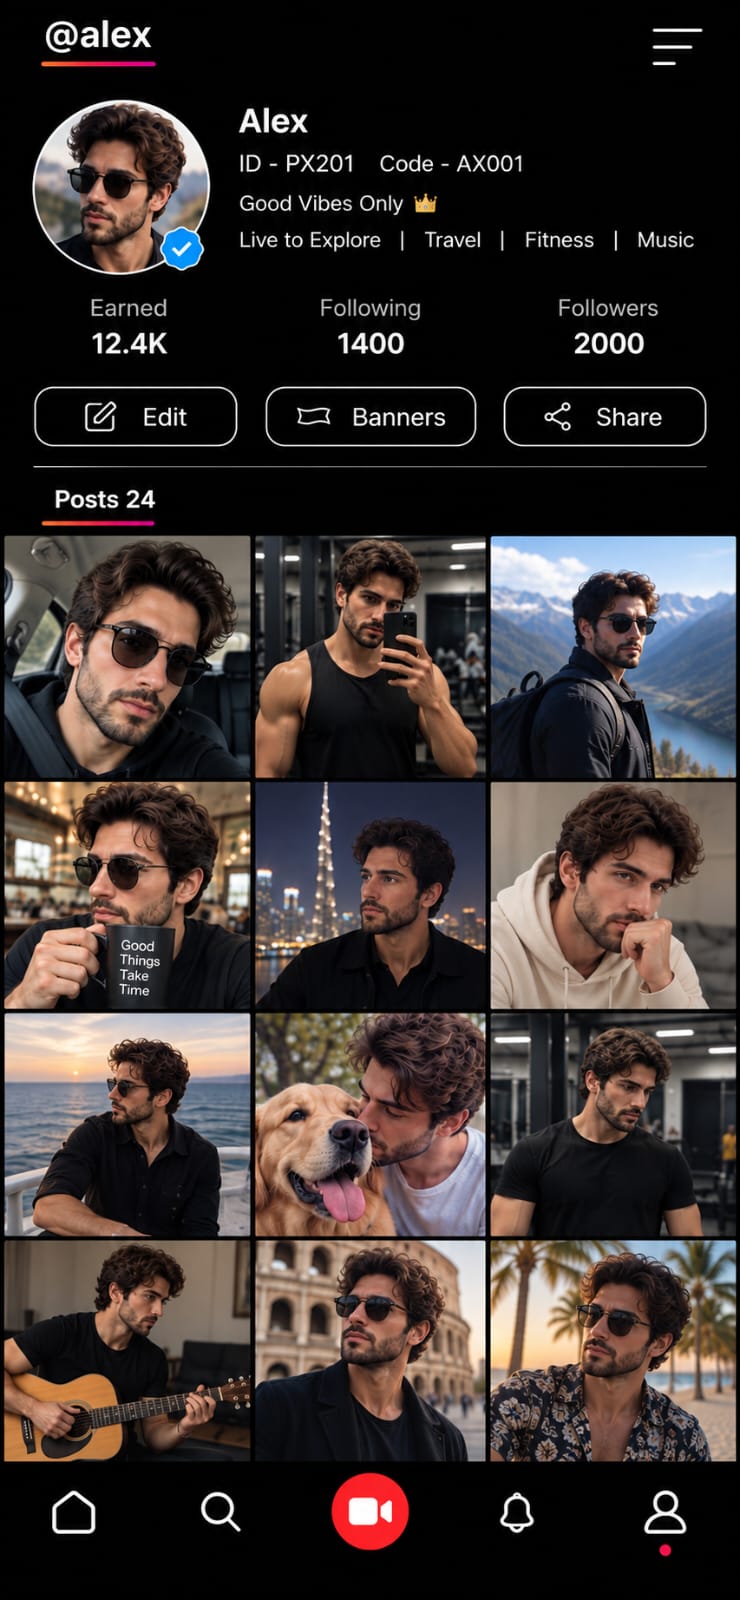 @alex
Alex
ID - PX201 Code - AX001
Good Vibes Only 👑
Live to Explore | Travel | Fitness | Music
Earned Following Followers
12.4K 1400 2000
Edit Banners Share
Posts 24
Good
Things
Take
Time